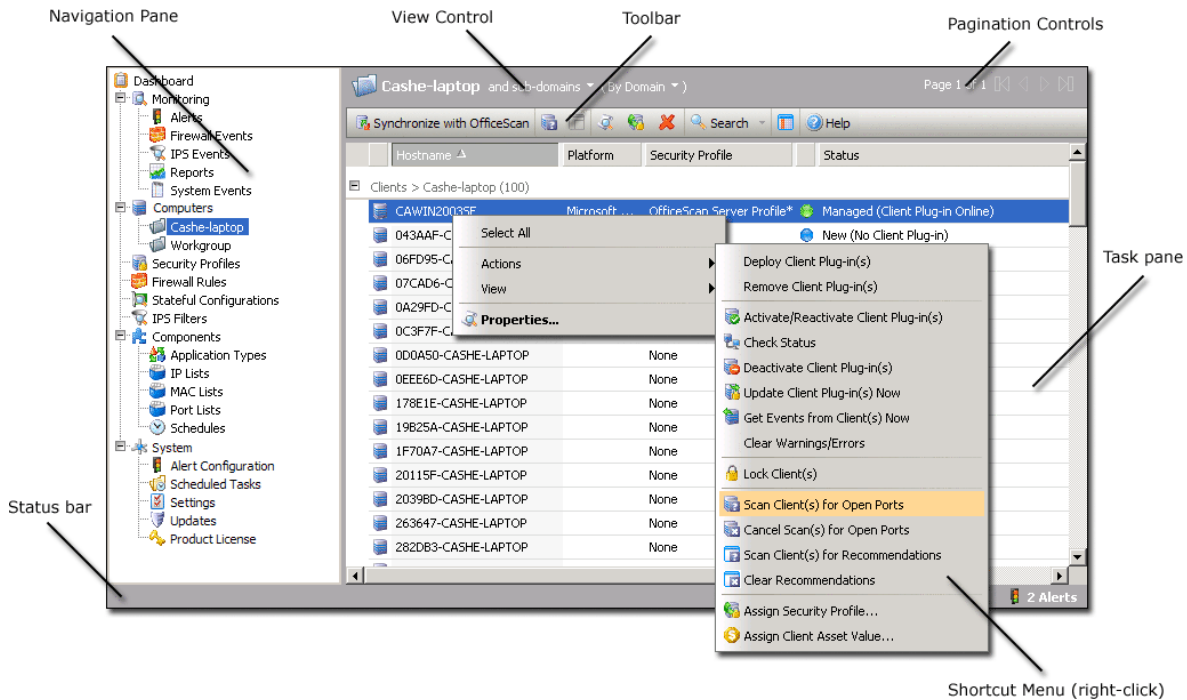 Navigation Pane
View Control
Toolbar
Pagination Controls
Dashboard
Monitoring
Alerts
Firewall Events
IPS Events
Reports
System Events
Computers
Cashe-laptop
Workgroup
Security Profiles
Firewall Rules
Stateful Configurations
IPS Filters
Components
Application Types
IP Lists
MAC Lists
Port Lists
Schedules
System
Alert Configuration
Scheduled Tasks
Settings
Updates
Product License
Status bar
Cashe-laptop and sub-domains (By Domain)
Page 1 of 1
Synchronize with OfficeScan Search Help
Hostname Platform Security Profile Status
Clients > Cashe-laptop (100)
CAWIN2003SE Microsoft ... OfficeScan Server Profile* Managed (Client Plug-in Online)
043AAF-C New (No Client Plug-in)
06FD95-C
07CAD6-C
0A29FD-C
0C3F7F-C
0D0A50-CASHE-LAPTOP None
0EEE6D-CASHE-LAPTOP None
178E1E-CASHE-LAPTOP None
19B25A-CASHE-LAPTOP None
1F70A7-CASHE-LAPTOP None
20115F-CASHE-LAPTOP None
2039BD-CASHE-LAPTOP None
263647-CASHE-LAPTOP None
282DB3-CASHE-LAPTOP None
Select All
Actions
View
Properties...
Deploy Client Plug-in(s)
Remove Client Plug-in(s)
Activate/Reactivate Client Plug-in(s)
Check Status
Deactivate Client Plug-in(s)
Update Client Plug-in(s) Now
Get Events from Client(s) Now
Clear Warnings/Errors
Lock Client(s)
Scan Client(s) for Open Ports
Cancel Scan(s) for Open Ports
Scan Client(s) for Recommendations
Clear Recommendations
Assign Security Profile...
Assign Client Asset Value...
Task pane
2 Alerts
Shortcut Menu (right-click)